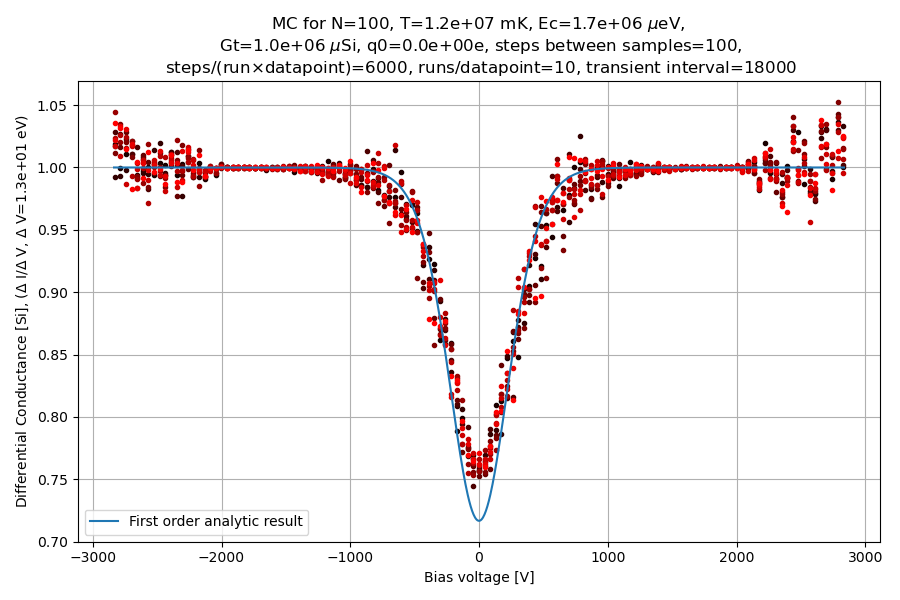 MC for N=100, T=1.2e+07 mK, Ec=1.7e+06 μeV,
Gt=1.0e+06 μSi, q0=0.0e+00e, steps between samples=100,
steps/(run×datapoint)=6000, runs/datapoint=10, transient interval=18000
Differential Conductance [Si], (Δ I/Δ V, Δ V=1.3e+01 eV)
1.05
1.00
0.95
0.90
0.85
0.80
0.75
0.70
First order analytic result
−3000 −2000 −1000 0 1000 2000 3000
Bias voltage [V]